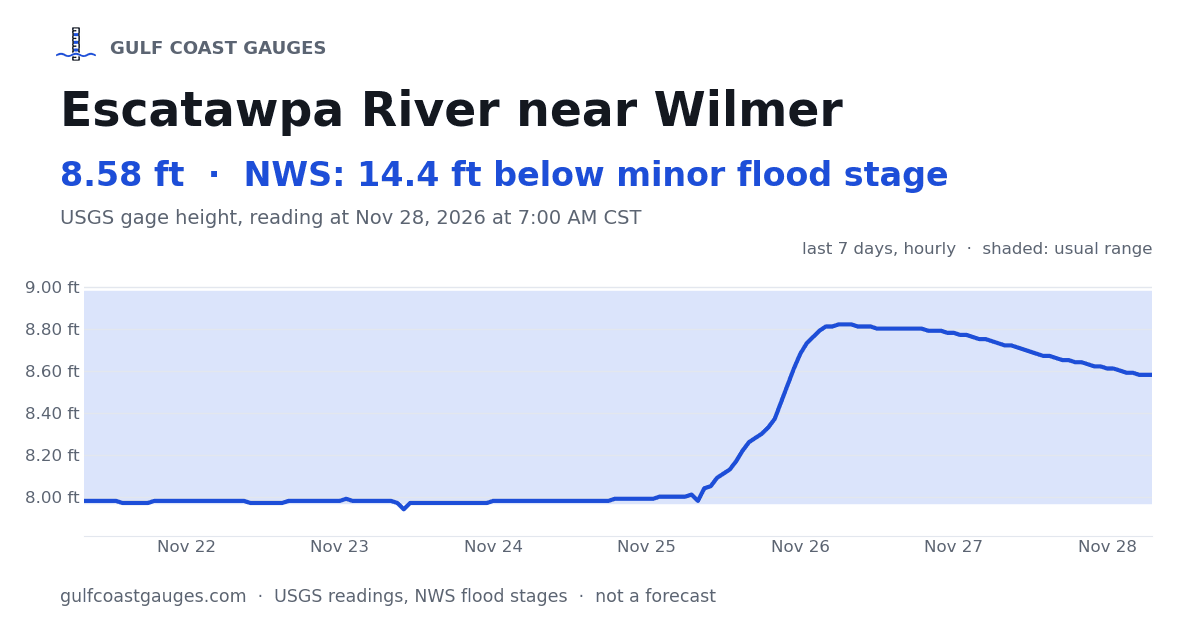 GULF COAST GAUGES
Escatawpa River near Wilmer
8.58 ft · NWS: 14.4 ft below minor flood stage
USGS gage height, reading at Nov 28, 2026 at 7:00 AM CST
last 7 days, hourly · shaded: usual range
9.00 ft
8.80 ft
8.60 ft
8.40 ft
8.20 ft
8.00 ft
Nov 22 Nov 23 Nov 24 Nov 25 Nov 26 Nov 27 Nov 28
gulfcoastgauges.com · USGS readings, NWS flood stages · not a forecast